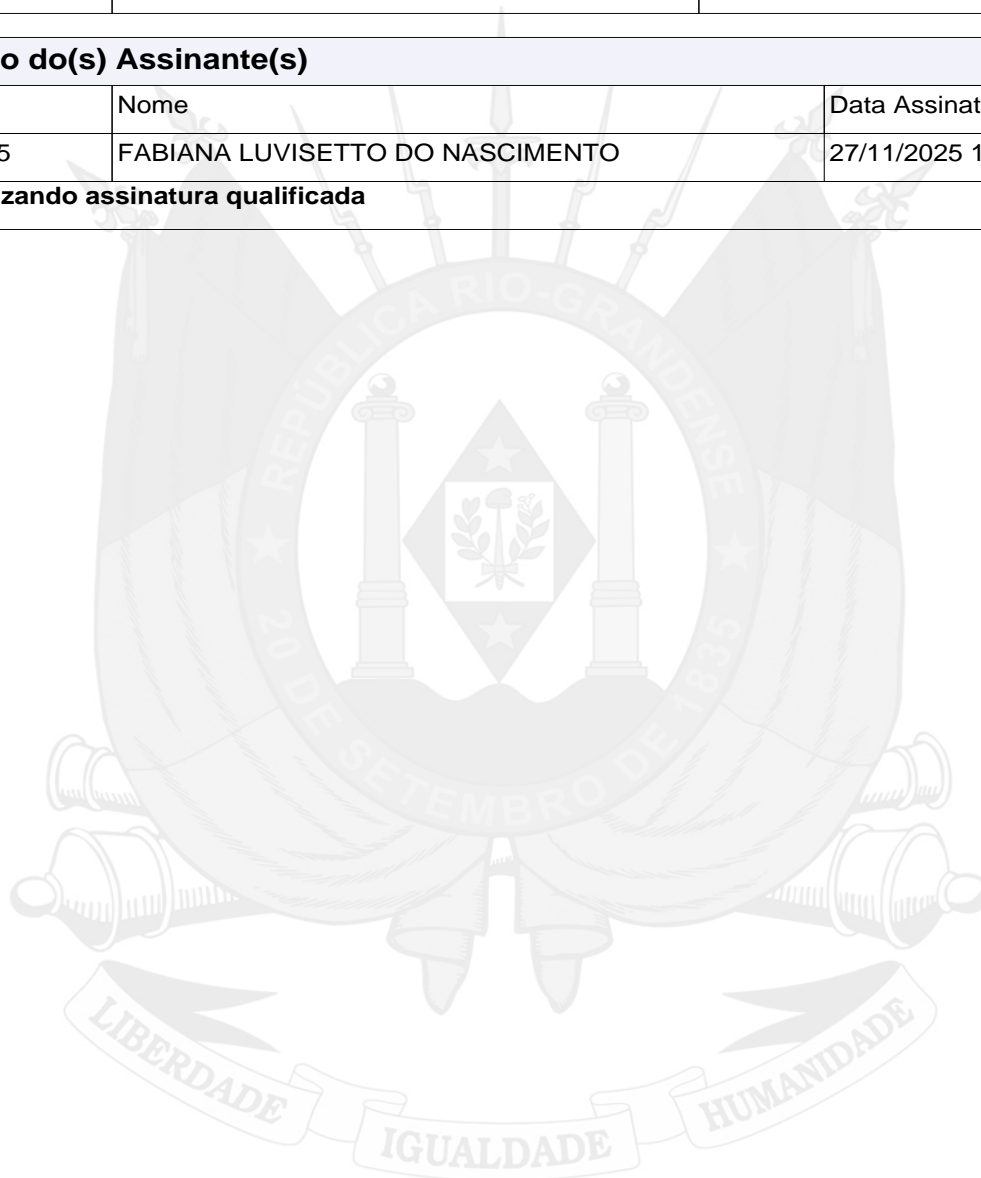 o do(s) Assinante(s)
Nome Data Assinat
5 FABIANA LUVISETTO DO NASCIMENTO 27/11/2025 1
zando assinatura qualificada
REPÚBLICA RIO-GRANDENSE
20 DE SETEMBRO DE 1835
LIBERDADE IGUALDADE HUMANIDADE